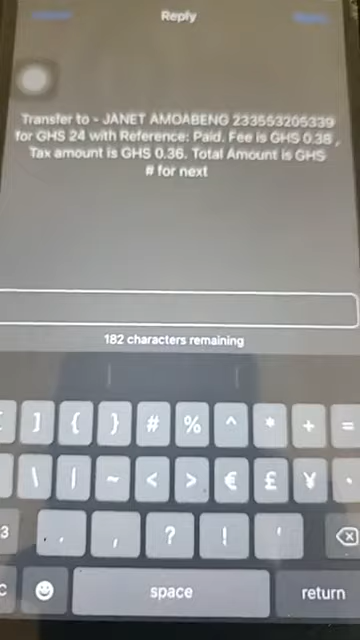 Reply
Transfer to - JANET AMOABENG 233553205339
for GHS 24 with Reference: Paid. Fee is GHS 0.38 ,
Tax amount is GHS 0.36. Total Amount is GHS
# for next
182 characters remaining
] { } # % ^ * + =
\ | ~ < > € £ ¥ •
. , ? ! '
space return